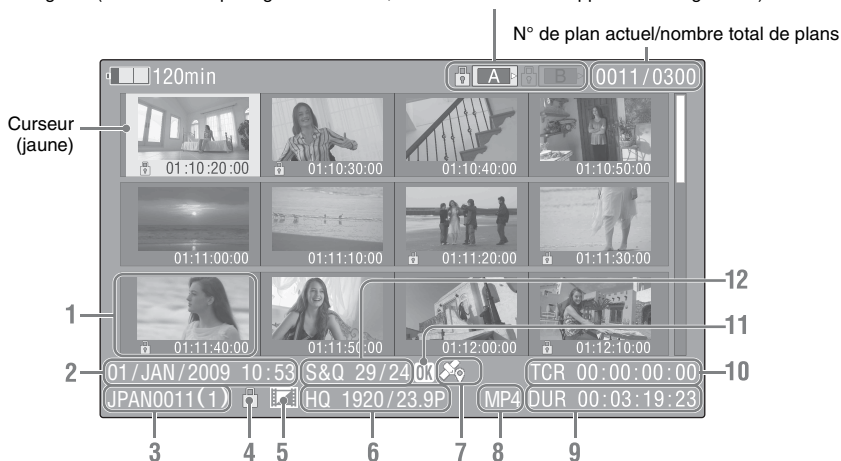 N° de plan actuel/nombre total de plans
120min
A
B
0011/0300
Curseur
(jaune)
01:10:20:00
01:10:30:00
01:10:40:00
01:10:50:00
01:11:00:00
01:11:10:00
01:11:20:00
01:11:30:00
12
1
11
01:11:40:00
01:11:50:00
01:12:00:00
01:12:10:00
2
01/JAN/2009 10:53
S&Q 29/24
OK
TCR 00:00:00:00
10
JPAN0011(1)
HQ 1920/23.9P
MP4
DUR 00:03:19:23
3
4
5
6
7
8
9